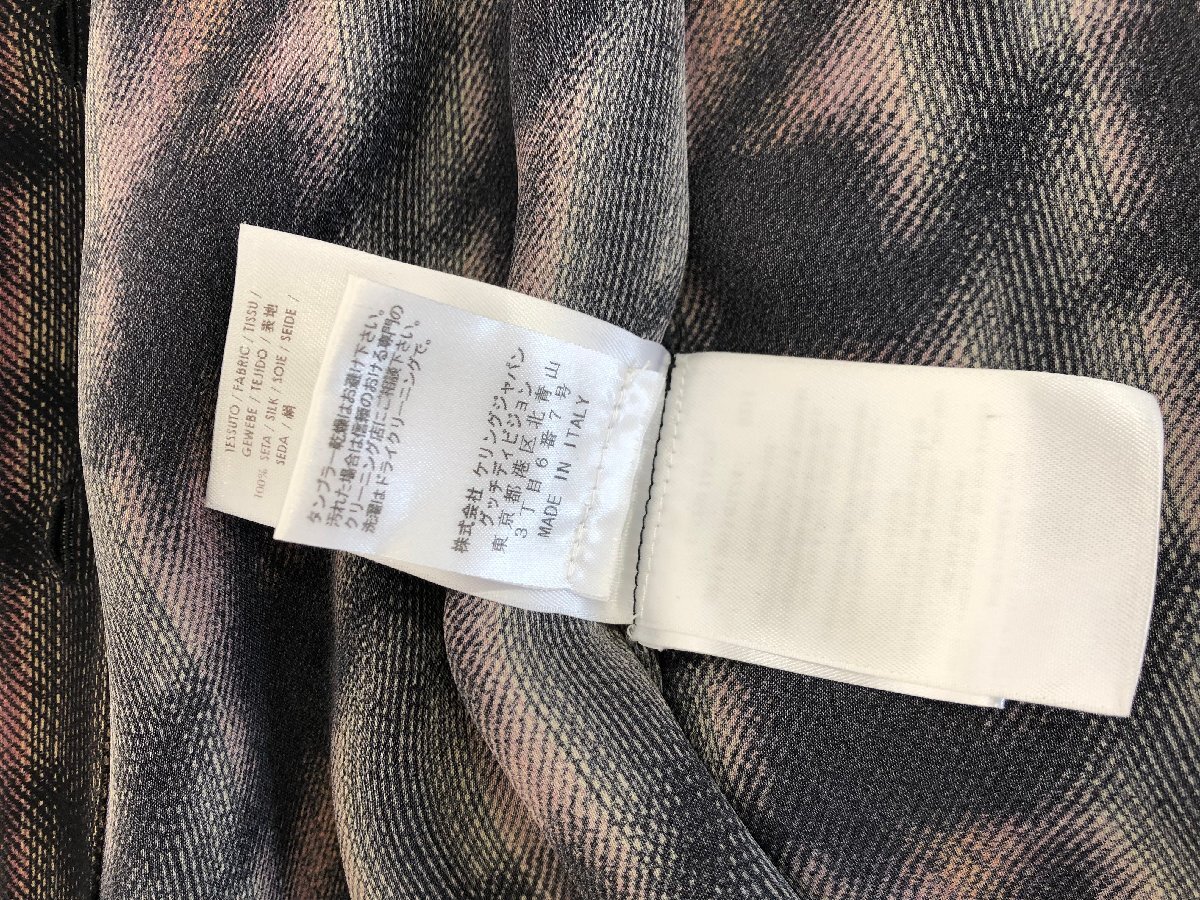 TESSUTO / FABRIC / TISSU /
GEWEBE / TEJIDO / 表地
100% SETA / SILK / SOIE / SEIDE /
SEDA / 絹
タンブラー乾燥はお避け下さい。
汚れた場合は信頼のおける専門の
クリーニング店にご相談下さい。
洗濯はドライクリーニングで。
株式会社 ケリングジャパン
グッチディビジョン
東京都港区北青山
3丁目6番7号
MADE IN ITALY